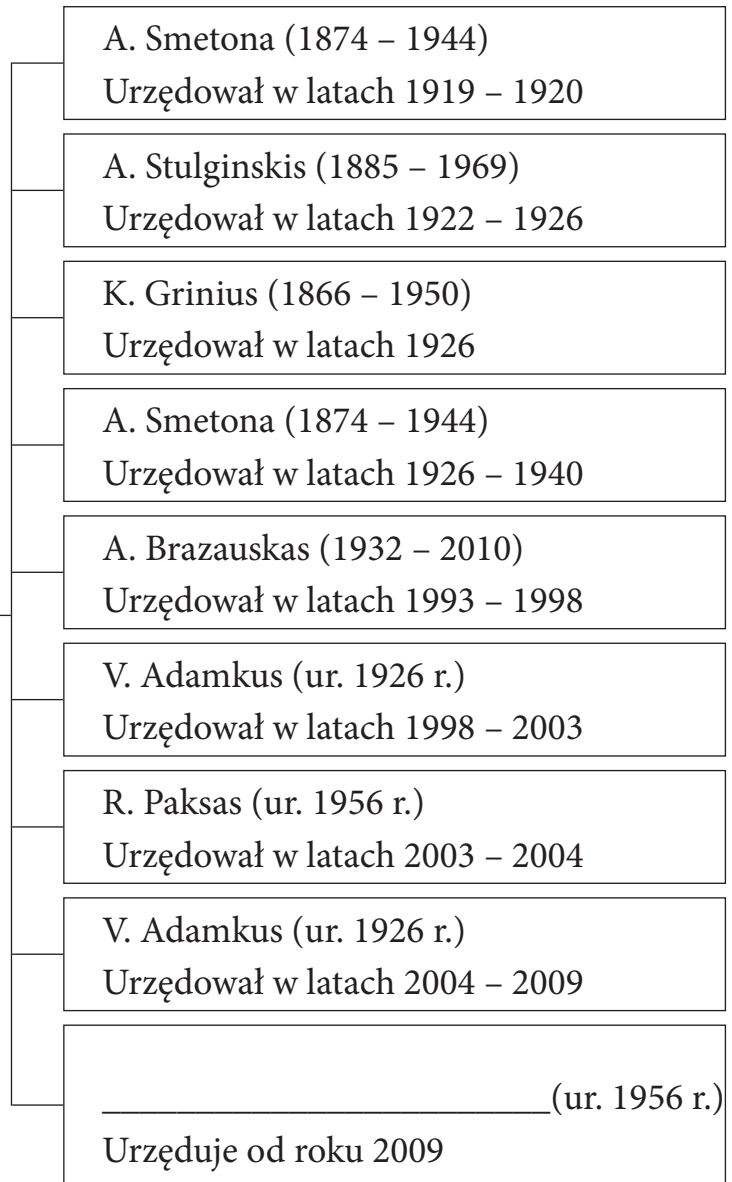 A. Smetona (1874 – 1944)
Urzędował w latach 1919 – 1920
A. Stulginskis (1885 – 1969)
Urzędował w latach 1922 – 1926
K. Grinius (1866 – 1950)
Urzędował w latach 1926
A. Smetona (1874 – 1944)
Urzędował w latach 1926 – 1940
A. Brazauskas (1932 – 2010)
Urzędował w latach 1993 – 1998
V. Adamkus (ur. 1926 r.)
Urzędował w latach 1998 – 2003
R. Paksas (ur. 1956 r.)
Urzędował w latach 2003 – 2004
V. Adamkus (ur. 1926 r.)
Urzędował w latach 2004 – 2009
________________________(ur. 1956 r.)
Urzęduje od roku 2009